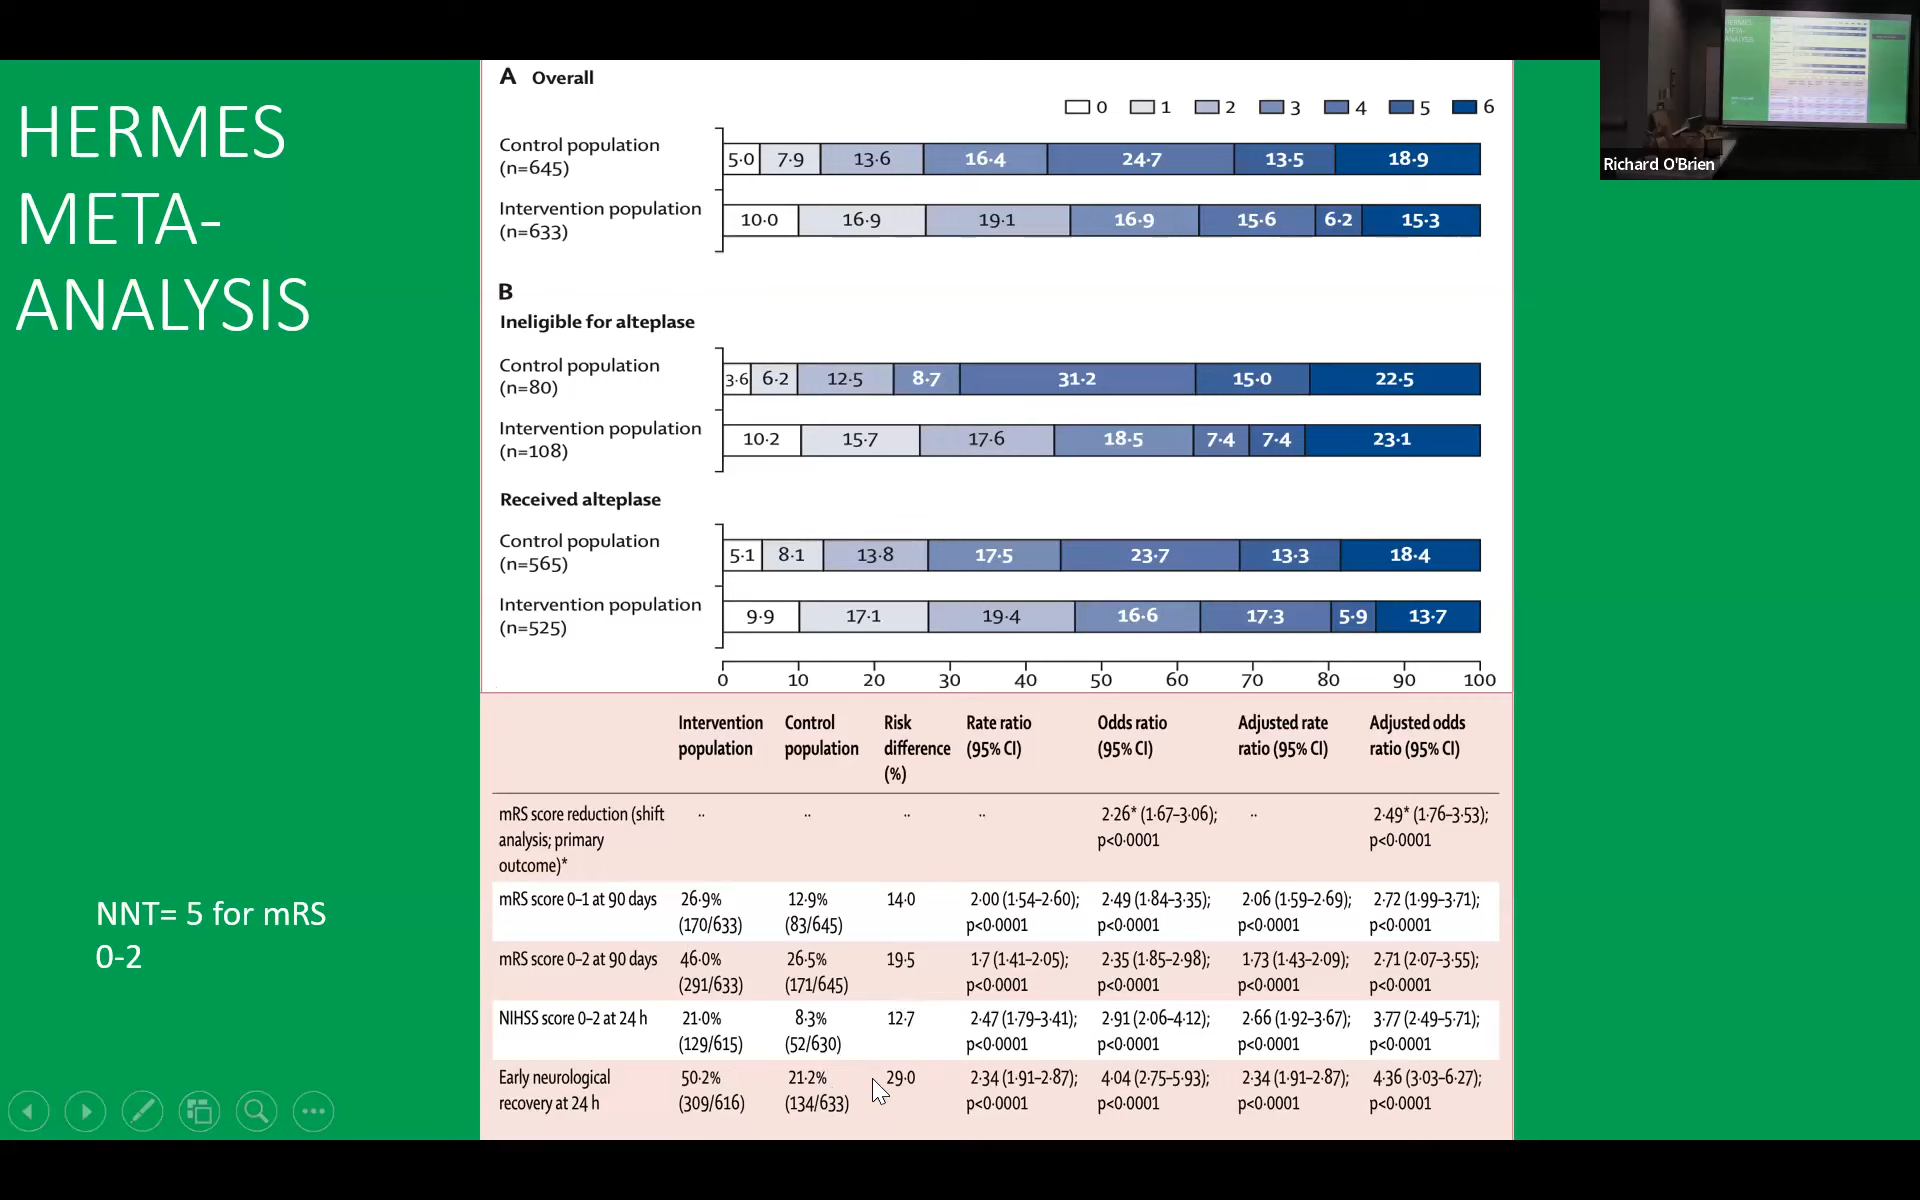 HERMES
META-
ANALYSIS
NNT= 5 for mRS
0-2
A Overall
0 1 2 3 4 5 6
Control population
(n=645)
5·0 7·9 13·6 16·4 24·7 13·5 18·9
Intervention population
(n=633)
10·0 16·9 19·1 16·9 15·6 6·2 15·3
B
Ineligible for alteplase
Control population
(n=80)
3·6 6·2 12·5 8·7 31·2 15·0 22·5
Intervention population
(n=108)
10·2 15·7 17·6 18·5 7·4 7·4 23·1
Received alteplase
Control population
(n=565)
5·1 8·1 13·8 17·5 23·7 13·3 18·4
Intervention population
(n=525)
9·9 17·1 19·4 16·6 17·3 5·9 13·7
0 10 20 30 40 50 60 70 80 90 100
Intervention Control Risk Rate ratio Odds ratio Adjusted rate Adjusted odds
population population difference (95% CI) (95% CI) ratio (95% CI) ratio (95% CI)
(%)
mRS score reduction (shift ·· ·· ·· ·· 2·26* (1·67–3·06); ·· 2·49* (1·76–3·53);
analysis; primary p<0·0001 p<0·0001
outcome)*
mRS score 0–1 at 90 days 26·9% 12·9% 14·0 2·00 (1·54–2·60); 2·49 (1·84–3·35); 2·06 (1·59–2·69); 2·72 (1·99–3·71);
(170/633) (83/645) p<0·0001 p<0·0001 p<0·0001 p<0·0001
mRS score 0–2 at 90 days 46·0% 26·5% 19·5 1·7 (1·41–2·05); 2·35 (1·85–2·98); 1·73 (1·43–2·09); 2·71 (2·07–3·55);
(291/633) (171/645) p<0·0001 p<0·0001 p<0·0001 p<0·0001
NIHSS score 0–2 at 24 h 21·0% 8·3% 12·7 2·47 (1·79–3·41); 2·91 (2·06–4·12); 2·66 (1·92–3·67); 3·77 (2·49–5·71);
(129/615) (52/630) p<0·0001 p<0·0001 p<0·0001 p<0·0001
Early neurological 50·2% 21·2% 29·0 2·34 (1·91–2·87); 4·04 (2·75–5·93); 2·34 (1·91–2·87); 4·36 (3·03–6·27);
recovery at 24 h (309/616) (134/633) p<0·0001 p<0·0001 p<0·0001 p<0·0001
HERMES
META-
ANALYSIS
Richard O'Brien